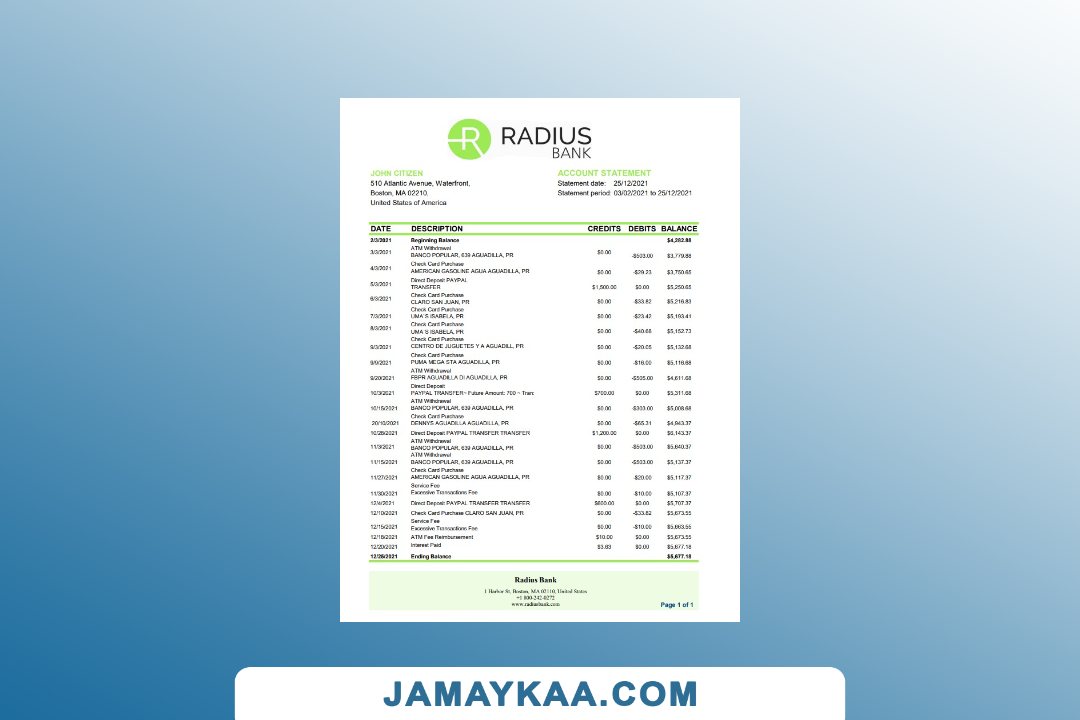 R RADIUS
BANK
JOHN CITIZEN
510 Atlantic Avenue, Waterfront,
Boston, MA 02210,
United States of America
ACCOUNT STATEMENT
Statement date: 25/12/2021
Statement period: 03/02/2021 to 25/12/2021
DATE DESCRIPTION CREDITS DEBITS BALANCE
2/3/2021 Beginning Balance $4,282.88
ATM Withdrawal
3/3/2021 BANCO POPULAR, 639 AGUADILLA, PR $0.00 -$503.00 $3,779.88
Check Card Purchase
4/3/2021 AMERICAN GASOLINE AGUA AGUADILLA, PR $0.00 -$29.23 $3,750.65
Direct Deposit PAYPAL
5/3/2021 TRANSFER $1,500.00 $0.00 $5,250.65
Check Card Purchase
6/3/2021 CLARO SAN JUAN, PR $0.00 -$33.82 $5,216.83
Check Card Purchase
7/3/2021 UMA'S ISABELA, PR $0.00 -$23.42 $5,193.41
Check Card Purchase
8/3/2021 UMA'S ISABELA, PR $0.00 -$40.68 $5,152.73
Check Card Purchase
9/3/2021 CENTRO DE JUGUETES Y A AGUADILL, PR $0.00 -$20.05 $5,132.68
Check Card Purchase
9/9/2021 PUMA MEGA STA AGUADILLA, PR $0.00 -$16.00 $5,116.68
ATM Withdrawal
9/20/2021 FBPR AGUADILLA DI AGUADILLA, PR $0.00 -$505.00 $4,611.68
Direct Deposit
10/3/2021 PAYPAL TRANSFER~ Future Amount: 700 ~ Tran: $700.00 $0.00 $5,311.68
ATM Withdrawal
10/15/2021 BANCO POPULAR, 639 AGUADILLA, PR $0.00 -$303.00 $5,008.68
Check Card Purchase
20/10/2021 DENNYS AGUADILLA AGUADILLA, PR $0.00 -$65.31 $4,943.37
10/28/2021 Direct Deposit PAYPAL TRANSFER TRANSFER $1,200.00 $0.00 $6,143.37
ATM Withdrawal
11/3/2021 BANCO POPULAR, 639 AGUADILLA, PR $0.00 -$503.00 $5,640.37
ATM Withdrawal
11/15/2021 BANCO POPULAR, 639 AGUADILLA, PR $0.00 -$503.00 $5,137.37
Check Card Purchase
11/27/2021 AMERICAN GASOLINE AGUA AGUADILLA, PR $0.00 -$20.00 $5,117.37
Service Fee
11/30/2021 Excessive Transactions Fee $0.00 -$10.00 $5,107.37
12/4/2021 Direct Deposit PAYPAL TRANSFER TRANSFER $600.00 $0.00 $5,707.37
12/10/2021 Check Card Purchase CLARO SAN JUAN, PR $0.00 -$33.82 $5,673.55
Service Fee
12/15/2021 Excessive Transactions Fee $0.00 -$10.00 $5,663.55
12/18/2021 ATM Fee Reimbursement $10.00 $0.00 $5,673.55
12/20/2021 Interest Paid $3.63 $0.00 $5,677.18
12/25/2021 Ending Balance $5,677.18
Radius Bank
1 Harbor St, Boston, MA 02110, United States
+1 800-242-0272
www.radiusbank.com
Page 1 of 1
JAMAYKAA.COM